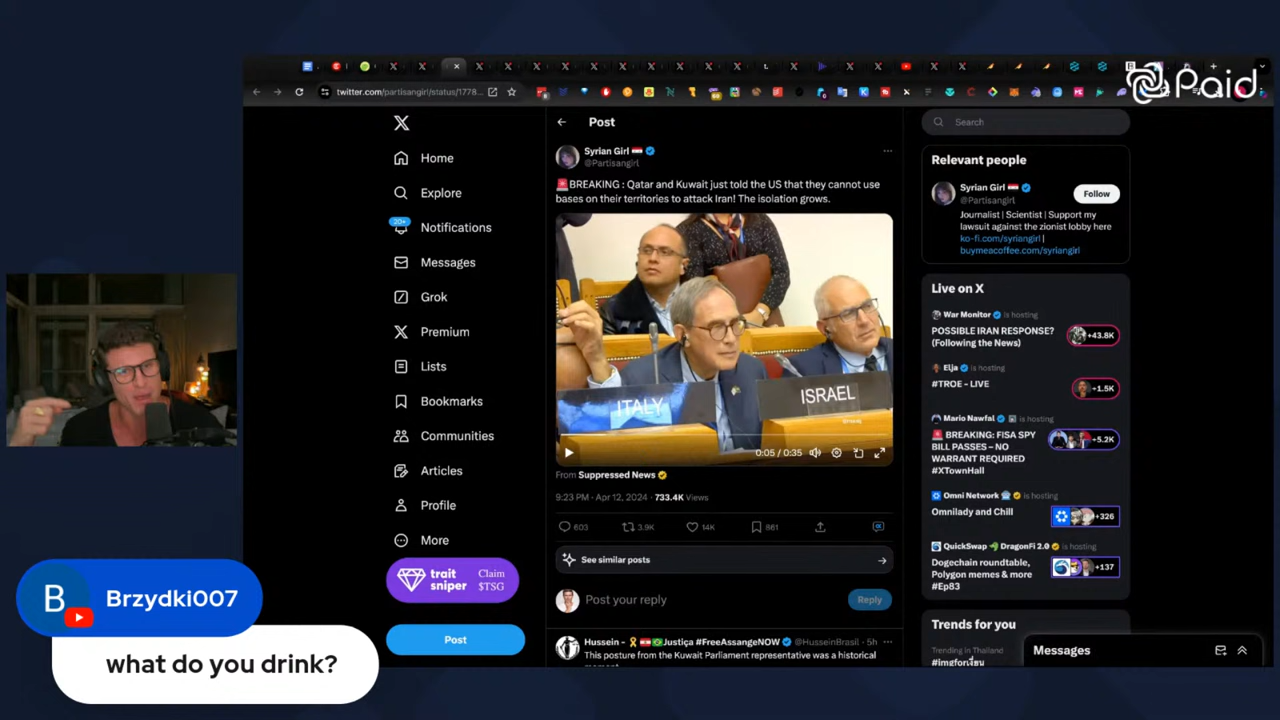 Paid
twitter.com/partisangirl/status/1778...
Home
Explore
20+
Notifications
Messages
Grok
Premium
Lists
Bookmarks
Communities
Articles
Profile
More
trait
sniper
Claim
$TSG
Post
Post
Syrian Girl
@Partisangirl
🚨BREAKING : Qatar and Kuwait just told the US that they cannot use
bases on their territories to attack Iran! The isolation grows.
ITALY
ISRAEL
0:05 / 0:35
From Suppressed News
9:23 PM · Apr 12, 2024 · 733.4K Views
603
3.9K
14K
861
See similar posts
Post your reply
Reply
Hussein - 🎗️🇱🇧🇧🇷Justiça #FreeAssangeNOW @HusseinBrasil · 5h
This posture from the Kuwait Parliament representative was a historical
Search
Relevant people
Syrian Girl
@Partisangirl
Follow
Journalist | Scientist | Support my
lawsuit against the zionist lobby here
ko-fi.com/syriangirl |
buymeacoffee.com/syriangirl
Live on X
War Monitor is hosting
POSSIBLE IRAN RESPONSE?
(Following the News)
+43.8K
Elja is hosting
#TROE - LIVE
+1.5K
Mario Nawfal is hosting
🚨 BREAKING: FISA SPY
BILL PASSES – NO
WARRANT REQUIRED
#XTownHall
+5.2K
Omni Network is hosting
Omnilady and Chill
+326
QuickSwap DragonFi 2.0 is hosting
Dogechain roundtable,
Polygon memes & more
#Ep83
+137
Trends for you
Trending in Thailand
Messages
B
Brzydki007
what do you drink?